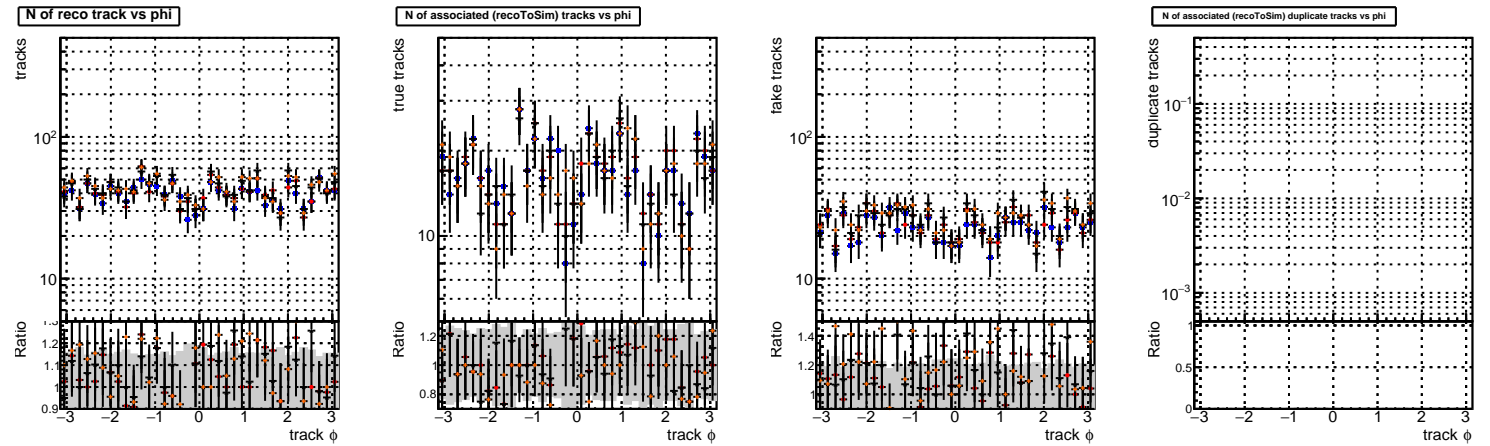 N of reco track vs phi
tracks
10²
10
Ratio
1.3
1.2
1.1
1
0.9
−3 −2 −1 0 1 2 3
track ϕ
N of associated (recoToSim) tracks vs phi
true tracks
10
Ratio
1.2
1
0.8
−3 −2 −1 0 1 2 3
track ϕ
fake tracks
10²
10
Ratio
1.4
1.2
1
−3 −2 −1 0 1 2 3
track ϕ
N of associated (recoToSim) duplicate tracks vs phi
duplicate tracks
10⁻¹
10⁻²
10⁻³
Ratio
1
0.5
0
−3 −2 −1 0 1 2 3
track ϕ